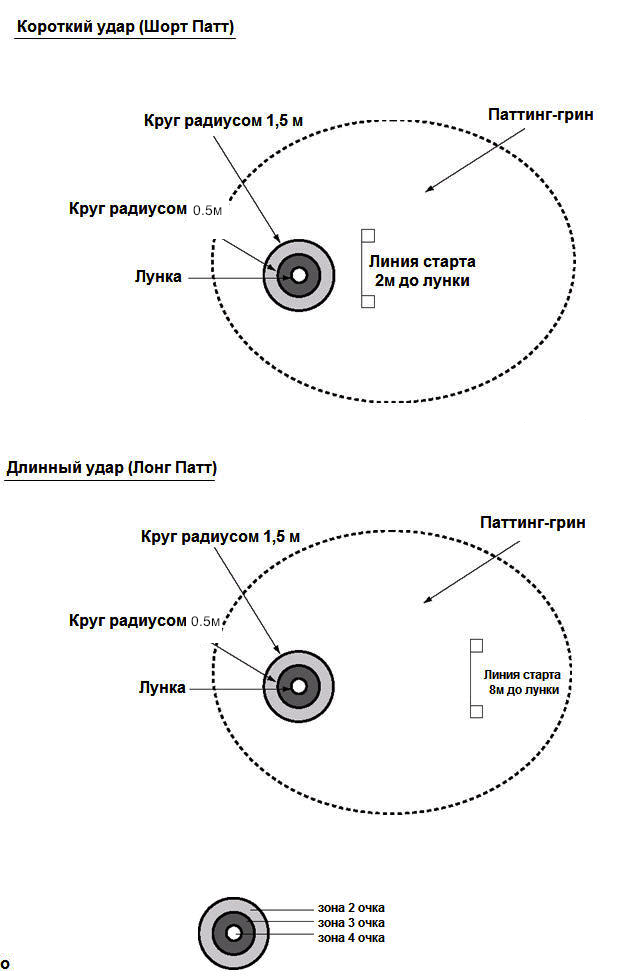 Короткий удар (Шорт Патт)
Паттинг-грин
Круг радиусом 1,5 м
Круг радиусом 0.5м
Лунка
Линия старта
2м до лунки
Длинный удар (Лонг Патт)
Паттинг-грин
Круг радиусом 1,5 м
Круг радиусом 0.5м
Лунка
Линия старта
8м до лунки
зона 2 очка
зона 3 очка
зона 4 очка
о